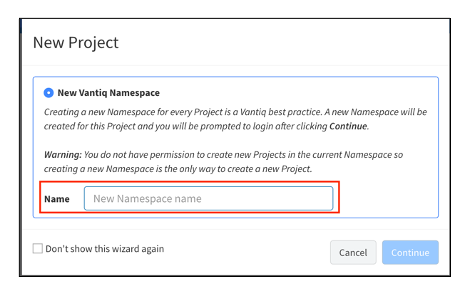 New Project
New Vantiq Namespace
Creating a new Namespace for every Project is a Vantiq best practice. A new Namespace will be
created for this Project and you will be prompted to login after clicking Continue.
Warning: You do not have permission to create new Projects in the current Namespace so
creating a new Namespace is the only way to create a new Project.
Name New Namespace name
Don't show this wizard again
Cancel Continue